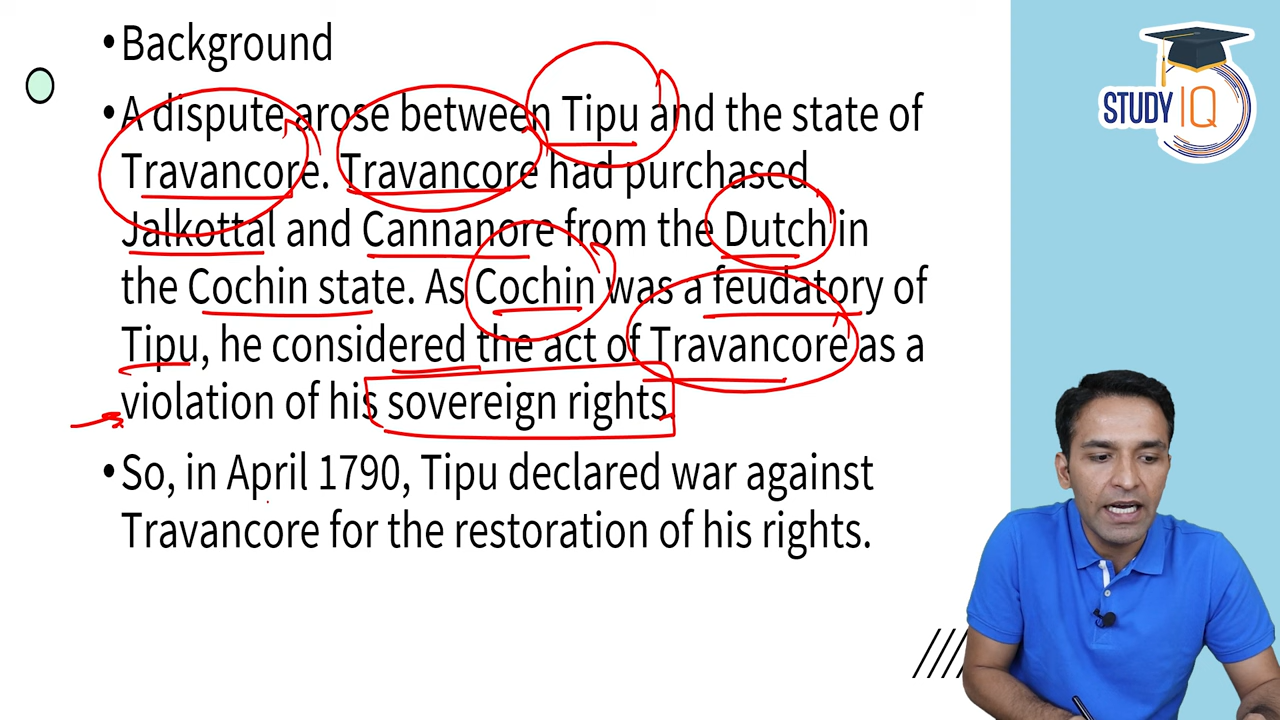 • Background
• A dispute arose between Tipu and the state of
Travancore. Travancore had purchased
Jalkottal and Cannanore from the Dutch in
the Cochin state. As Cochin was a feudatory of
Tipu, he considered the act of Travancore as a
violation of his sovereign rights.
• So, in April 1790, Tipu declared war against
Travancore for the restoration of his rights.
STUDY IQ